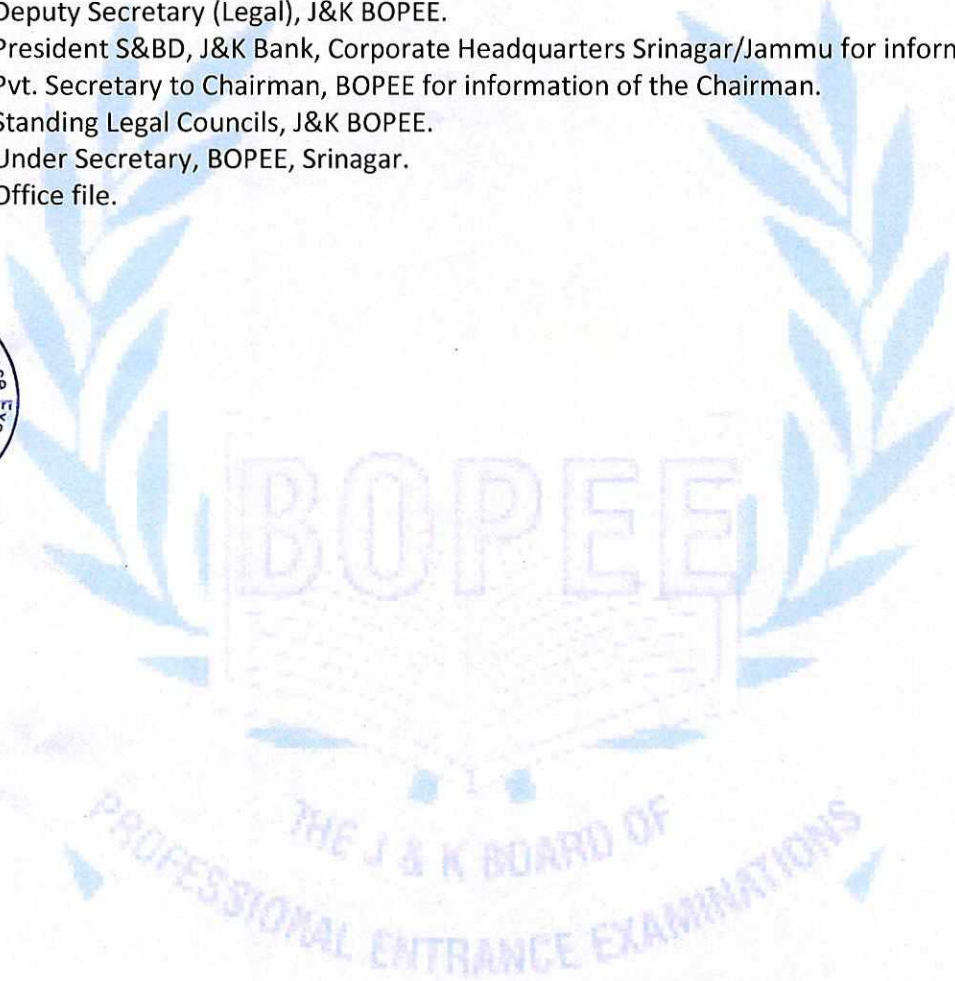 Deputy Secretary (Legal), J&K BOPEE.
President S&BD, J&K Bank, Corporate Headquarters Srinagar/Jammu for inform
Pvt. Secretary to Chairman, BOPEE for information of the Chairman.
Standing Legal Councils, J&K BOPEE.
Under Secretary, BOPEE, Srinagar.
Office file.
BOPEE
THE J & K BOARD OF
PROFESSIONAL ENTRANCE EXAMINATIONS